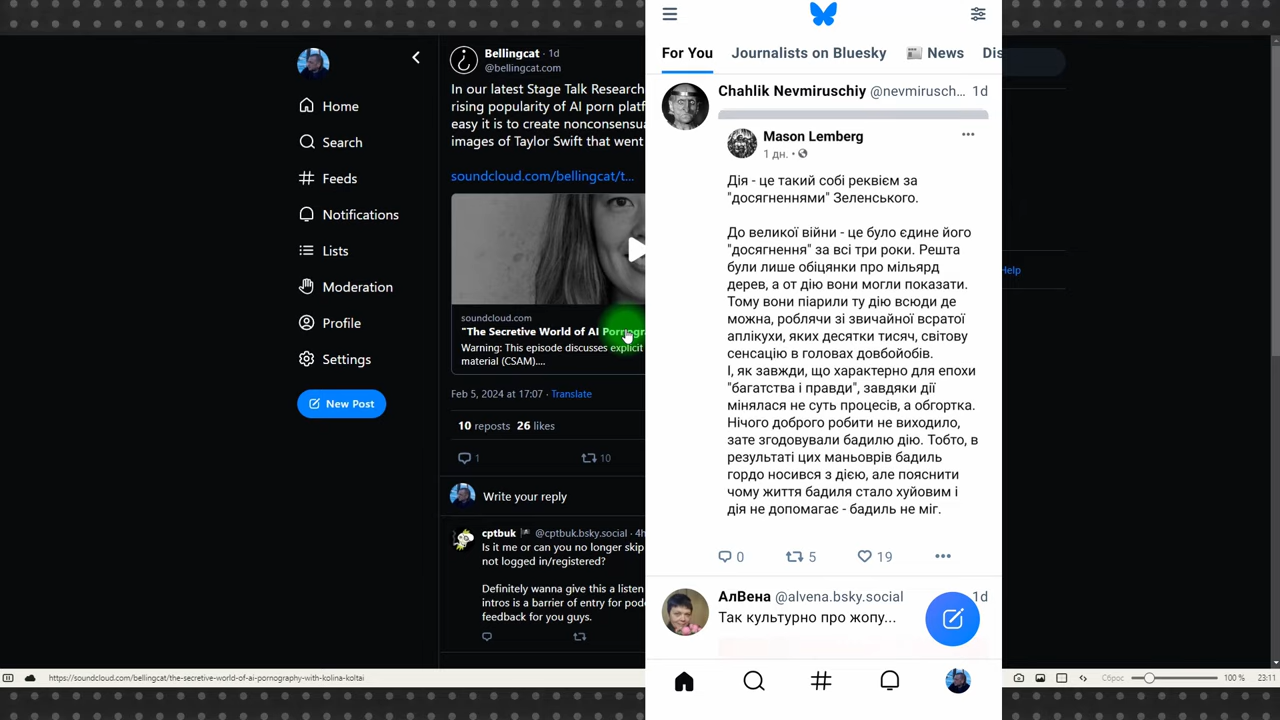 Bellingcat · 1d
@bellingcat.com
In our latest Stage Talk Research
rising popularity of AI porn platf
easy it is to create nonconsensua
images of Taylor Swift that went
soundcloud.com/bellingcat/t...
soundcloud.com
"The Secretive World of AI Pornogra
Warning: This episode discusses explicit
material (CSAM)....
Feb 5, 2024 at 17:07 · Translate
10 reposts 26 likes
1
10
Write your reply
cptbuk @cptbuk.bsky.social · 4h
Is it me or can you no longer skip
not logged in/registered?
Definitely wanna give this a listen
intros is a barrier of entry for pod
feedback for you guys.
Home
Search
Feeds
Notifications
Lists
Moderation
Profile
Settings
New Post
For You
Journalists on Bluesky
📰 News
Dis
Chahlik Nevmiruschiy @nevmirusch... 1d
Mason Lemberg
1 дн. ·
Дія - це такий собі реквієм за
"досягненнями" Зеленського.
До великої війни - це було єдине його
"досягнення" за всі три роки. Решта
були лише обіцянки про мільярд
дерев, а от дію вони могли показати.
Тому вони піарили ту дію всюди де
можна, роблячи зі звичайної всратої
аплікухи, яких десятки тисяч, світову
сенсацію в головах довбойобів.
І, як завжди, що характерно для епохи
"багатства і правди", завдяки дії
мінялася не суть процесів, а обгортка.
Нічого доброго робити не виходило,
зате згодовували бадилю дію. Тобто, в
результаті цих маньоврів бадиль
гордо носився з дією, але пояснити
чому життя бадиля стало хуйовим і
дія не допомагає - бадиль не міг.
0
5
19
АлВена @alvena.bsky.social 1d
Так культурно про жопу...
Help
https://soundcloud.com/bellingcat/the-secretive-world-of-ai-pornography-with-kolina-koltai
Сброс
100 %
23:11